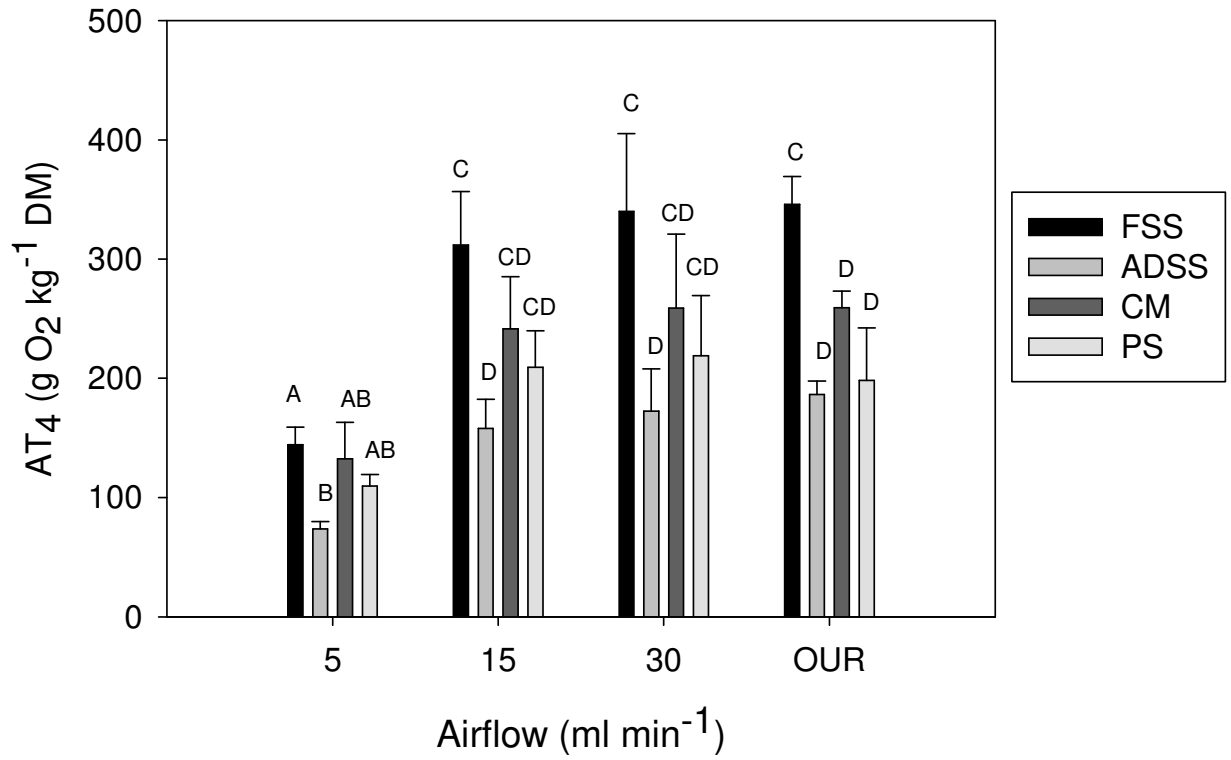 500
400
300
200
100
0
AT4 (g O2 kg-1 DM)
A
B
AB
AB
C
D
CD
CD
C
D
CD
CD
C
D
D
D
5 15 30 OUR
Airflow (ml min-1)
FSS
ADSS
CM
PS